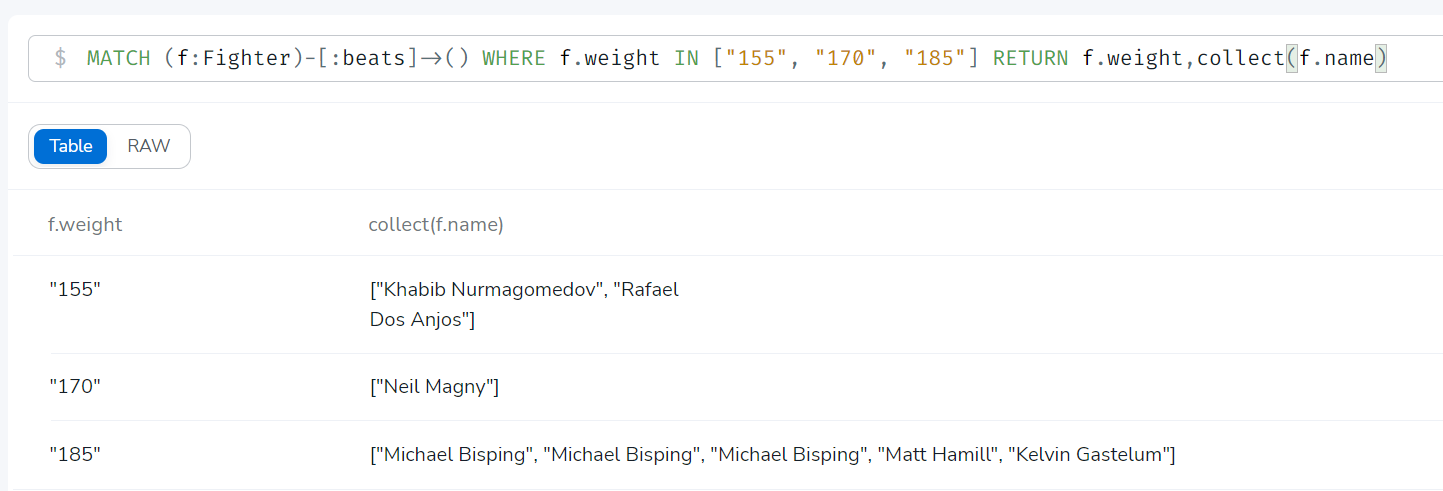 $ MATCH (f:Fighter)-[:beats]->() WHERE f.weight IN ["155", "170", "185"] RETURN f.weight,collect(f.name)
Table RAW
f.weight collect(f.name)
"155" ["Khabib Nurmagomedov", "Rafael
Dos Anjos"]
"170" ["Neil Magny"]
"185" ["Michael Bisping", "Michael Bisping", "Michael Bisping", "Matt Hamill", "Kelvin Gastelum"]